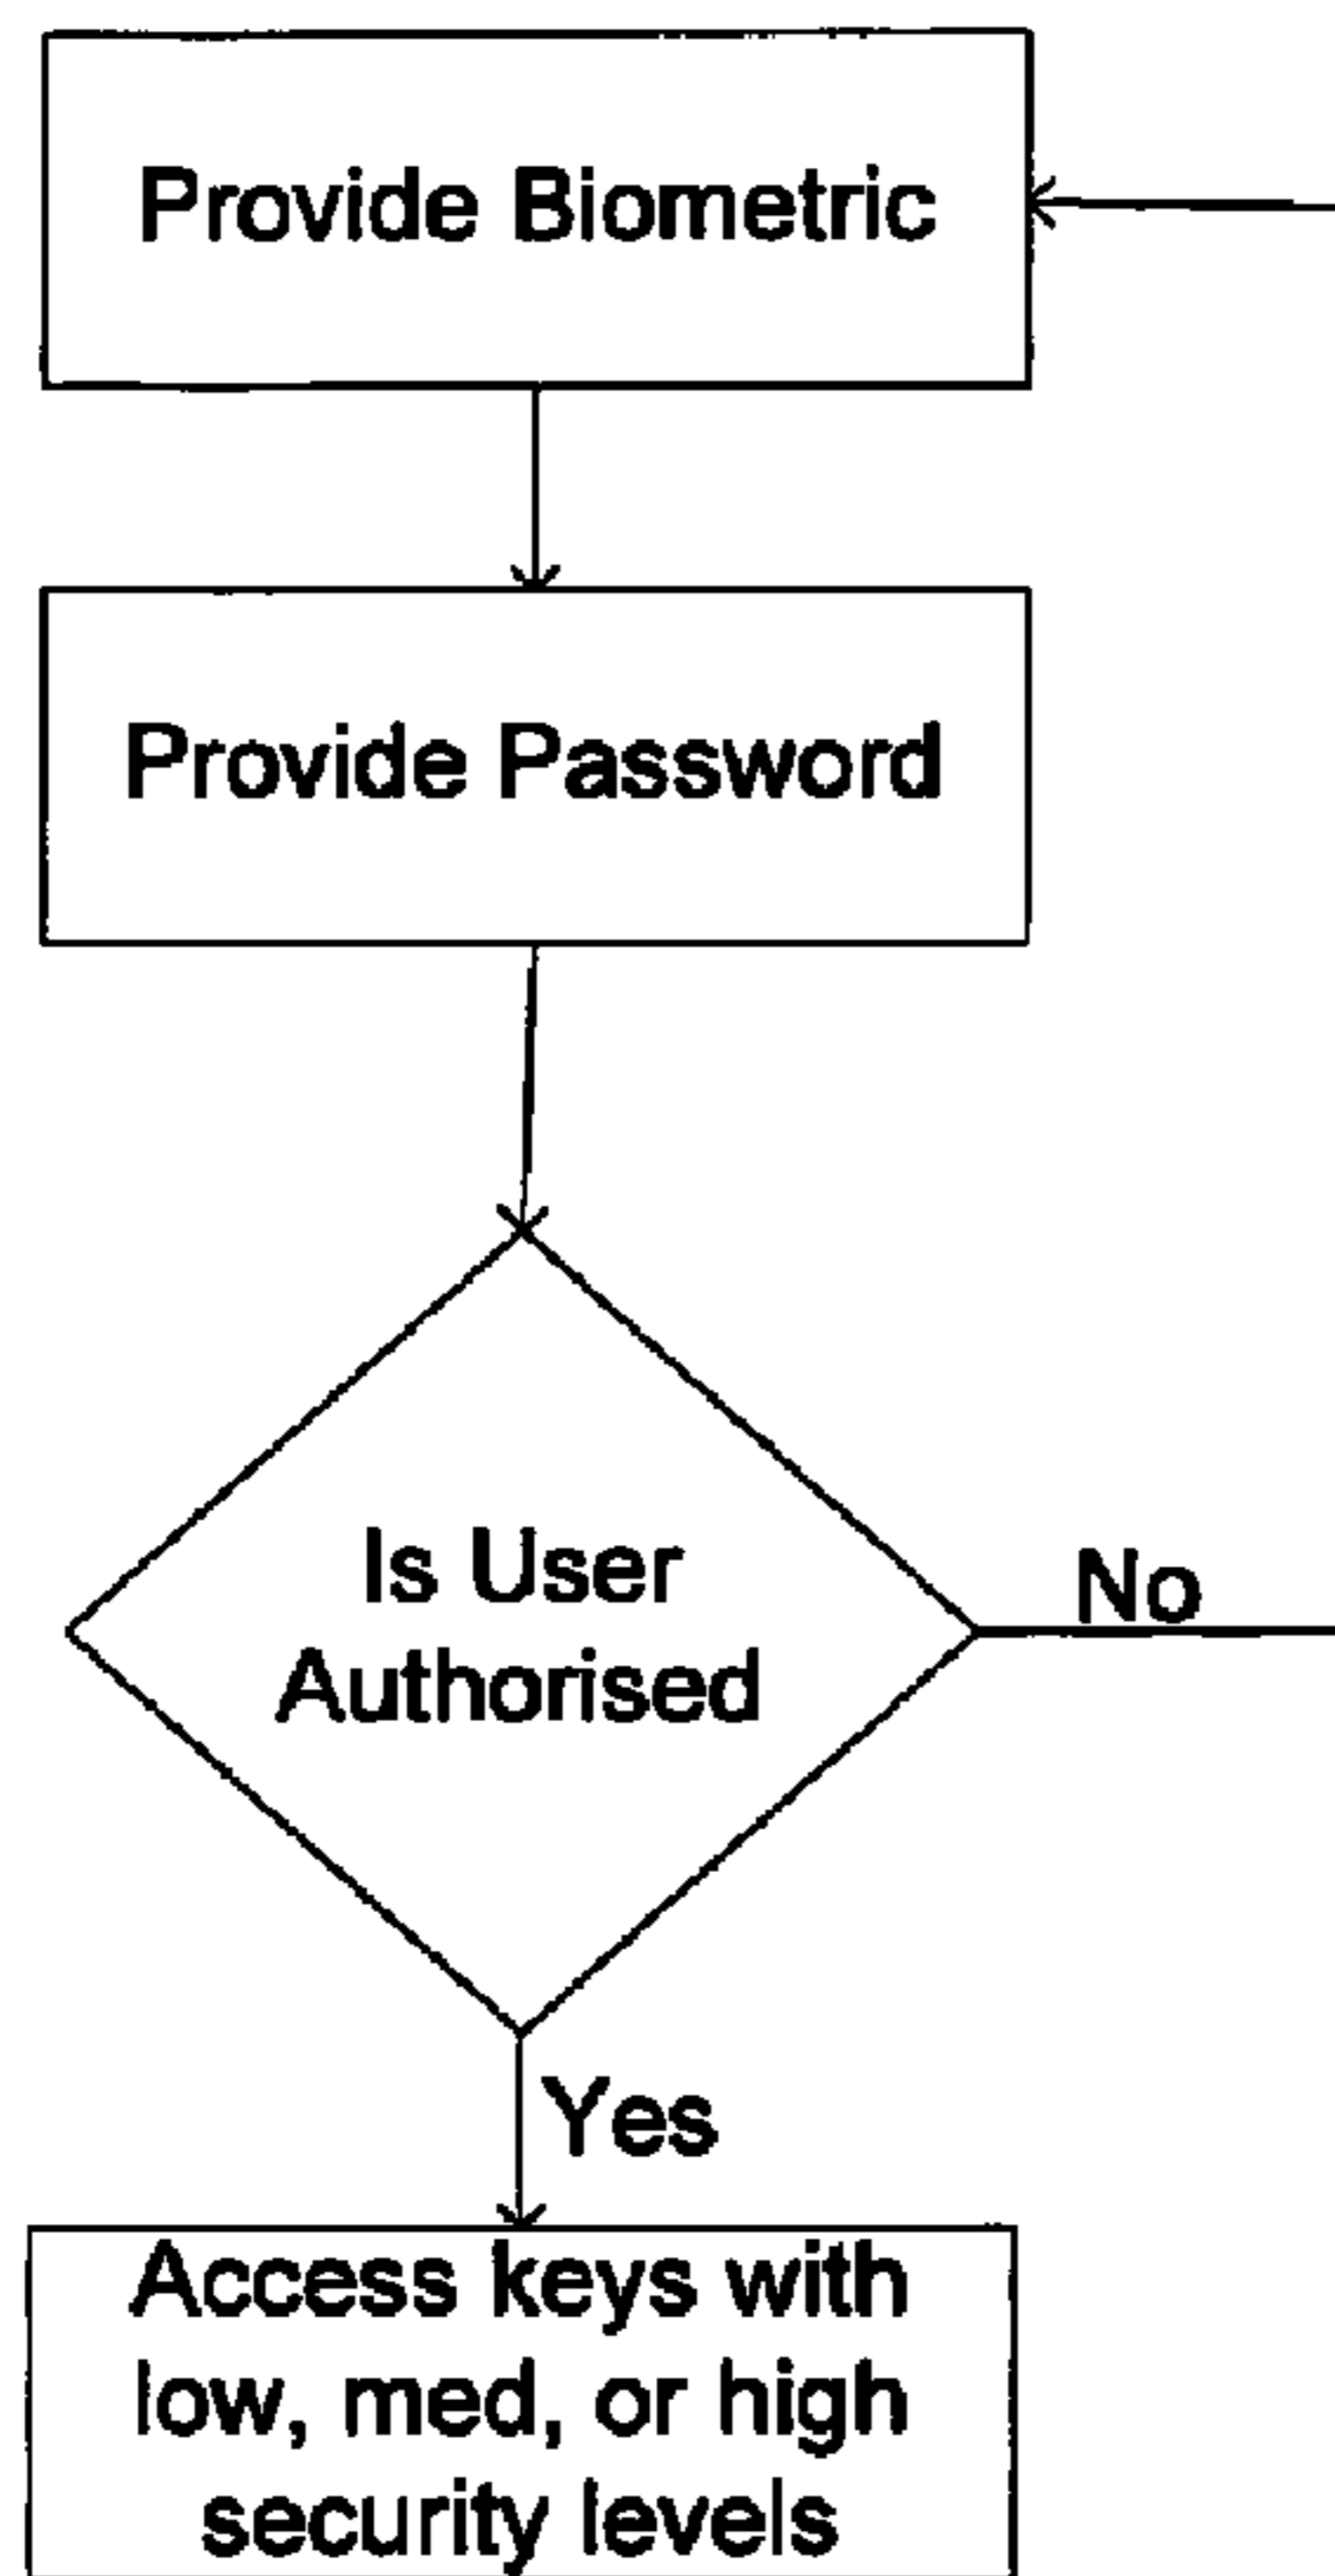 Provide Biometric
Provide Password
Is User
Authorised
No
Yes
Access keys with
low, med, or high
security levels